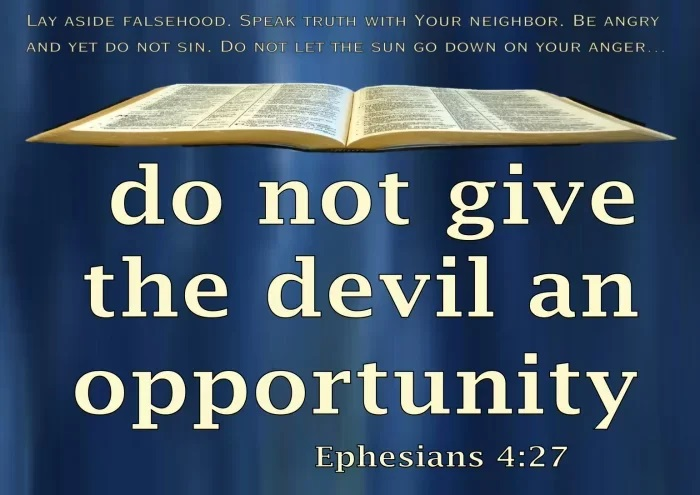 Lay aside falsehood. Speak truth with Your neighbor. Be angry
and yet do not sin. Do not let the sun go down on your anger...
do not give
the devil an
opportunity
Ephesians 4:27